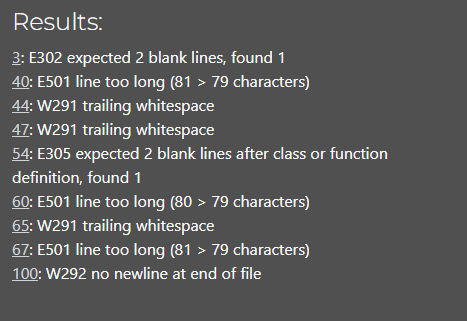 Results:
3: E302 expected 2 blank lines, found 1
40: E501 line too long (81 > 79 characters)
44: W291 trailing whitespace
47: W291 trailing whitespace
54: E305 expected 2 blank lines after class or function
definition, found 1
60: E501 line too long (80 > 79 characters)
65: W291 trailing whitespace
67: E501 line too long (81 > 79 characters)
100: W292 no newline at end of file